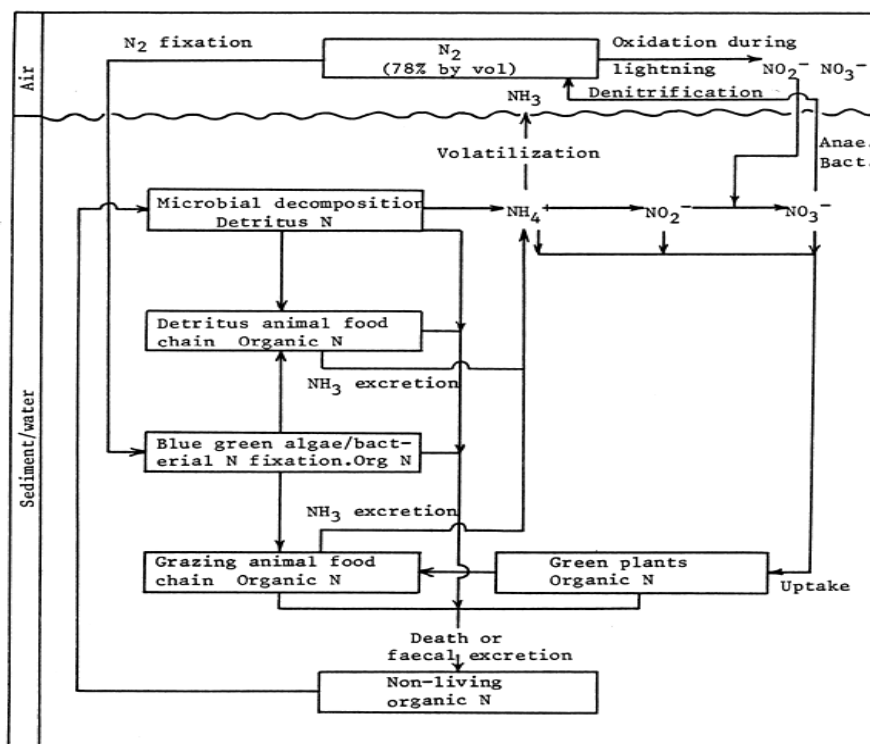 N2 fixation
N2
(78% by vol)
Oxidation during
lightning
NO2⁻ NO3⁻
Air
NH3
Denitrification
Volatilization
Anae.
Bact.
Microbial decomposition
Detritus N
NH4⁺
NO2⁻
NO3⁻
Detritus animal food
chain Organic N
NH3 excretion
Sediment/water
Blue green algae/bact-
erial N fixation.Org N
NH3 excretion
Grazing animal food
chain Organic N
Green plants
Organic N
Uptake
Death or
faecal excretion
Non-living
organic N